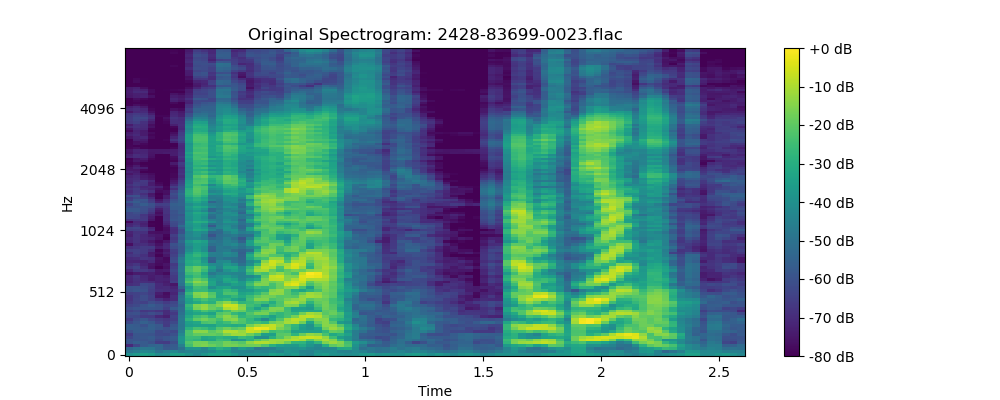 Original Spectrogram: 2428-83699-0023.flac
Hz
4096
2048
1024
512
0
0
0.5
1
1.5
2
2.5
Time
+0 dB
-10 dB
-20 dB
-30 dB
-40 dB
-50 dB
-60 dB
-70 dB
-80 dB